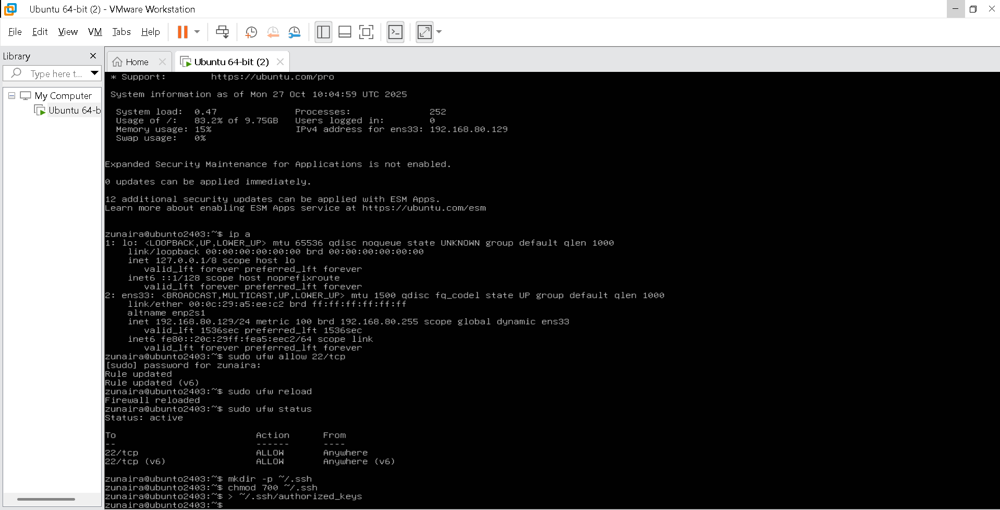 Ubuntu 64-bit (2) - VMware Workstation
File Edit View VM Tabs Help
Library
Home
Ubuntu 64-bit (2)
Type here t...
My Computer
Ubuntu 64-b
* Support: https://ubuntu.com/pro
System information as of Mon 27 Oct 10:04:59 UTC 2025
System load: 0.47 Processes: 252
Usage of /: 83.2% of 9.75GB Users logged in: 0
Memory usage: 15% IPv4 address for ens33: 192.168.80.129
Swap usage: 0%
Expanded Security Maintenance for Applications is not enabled.
0 updates can be applied immediately.
12 additional security updates can be applied with ESM Apps.
Learn more about enabling ESM Apps service at https://ubuntu.com/esm
zunaira@ubunto2403:~$ ip a
1: lo: <LOOPBACK,UP,LOWER_UP> mtu 65536 qdisc noqueue state UNKNOWN group default qlen 1000
link/loopback 00:00:00:00:00:00 brd 00:00:00:00:00:00
inet 127.0.0.1/8 scope host lo
valid_lft forever preferred_lft forever
inet6 ::1/128 scope host noprefixroute
valid_lft forever preferred_lft forever
2: ens33: <BROADCAST,MULTICAST,UP,LOWER_UP> mtu 1500 qdisc fq_codel state UP group default qlen 1000
link/ether 00:0c:29:a5:ee:c2 brd ff:ff:ff:ff:ff:ff
altname enp2s1
inet 192.168.80.129/24 metric 100 brd 192.168.80.255 scope global dynamic ens33
valid_lft 1536sec preferred_lft 1536sec
inet6 fe80::20c:29ff:fea5:eec2/64 scope link
valid_lft forever preferred_lft forever
zunaira@ubunto2403:~$ sudo ufw allow 22/tcp
[sudo] password for zunaira:
Rule updated
Rule updated (v6)
zunaira@ubunto2403:~$ sudo ufw reload
Firewall reloaded
zunaira@ubunto2403:~$ sudo ufw status
Status: active
To Action From
-- ------ ----
22/tcp ALLOW Anywhere
22/tcp (v6) ALLOW Anywhere (v6)
zunaira@ubunto2403:~$ mkdir -p ~/.ssh
zunaira@ubunto2403:~$ chmod 700 ~/.ssh
zunaira@ubunto2403:~$ > ~/.ssh/authorized_keys
zunaira@ubunto2403:~$